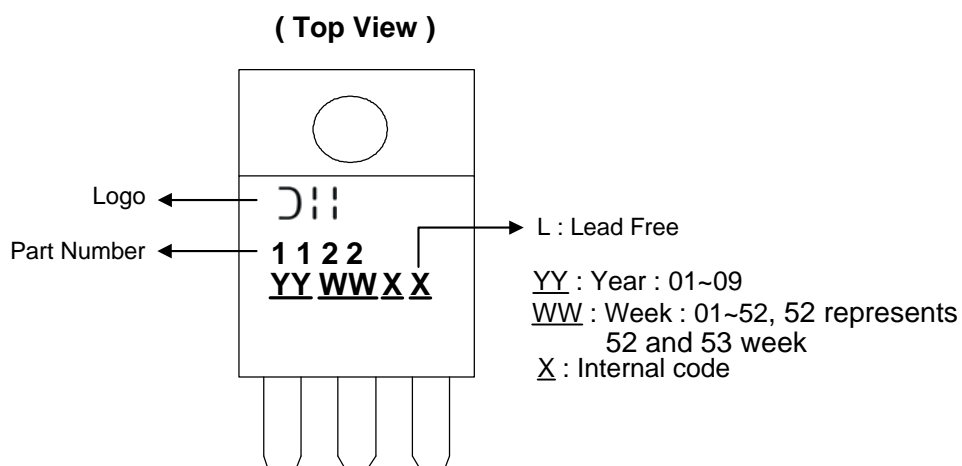 ( Top View )
Logo
Part Number
1 1 2 2
YY WW X X
L : Lead Free
YY : Year : 01~09
WW : Week : 01~52, 52 represents
52 and 53 week
X : Internal code